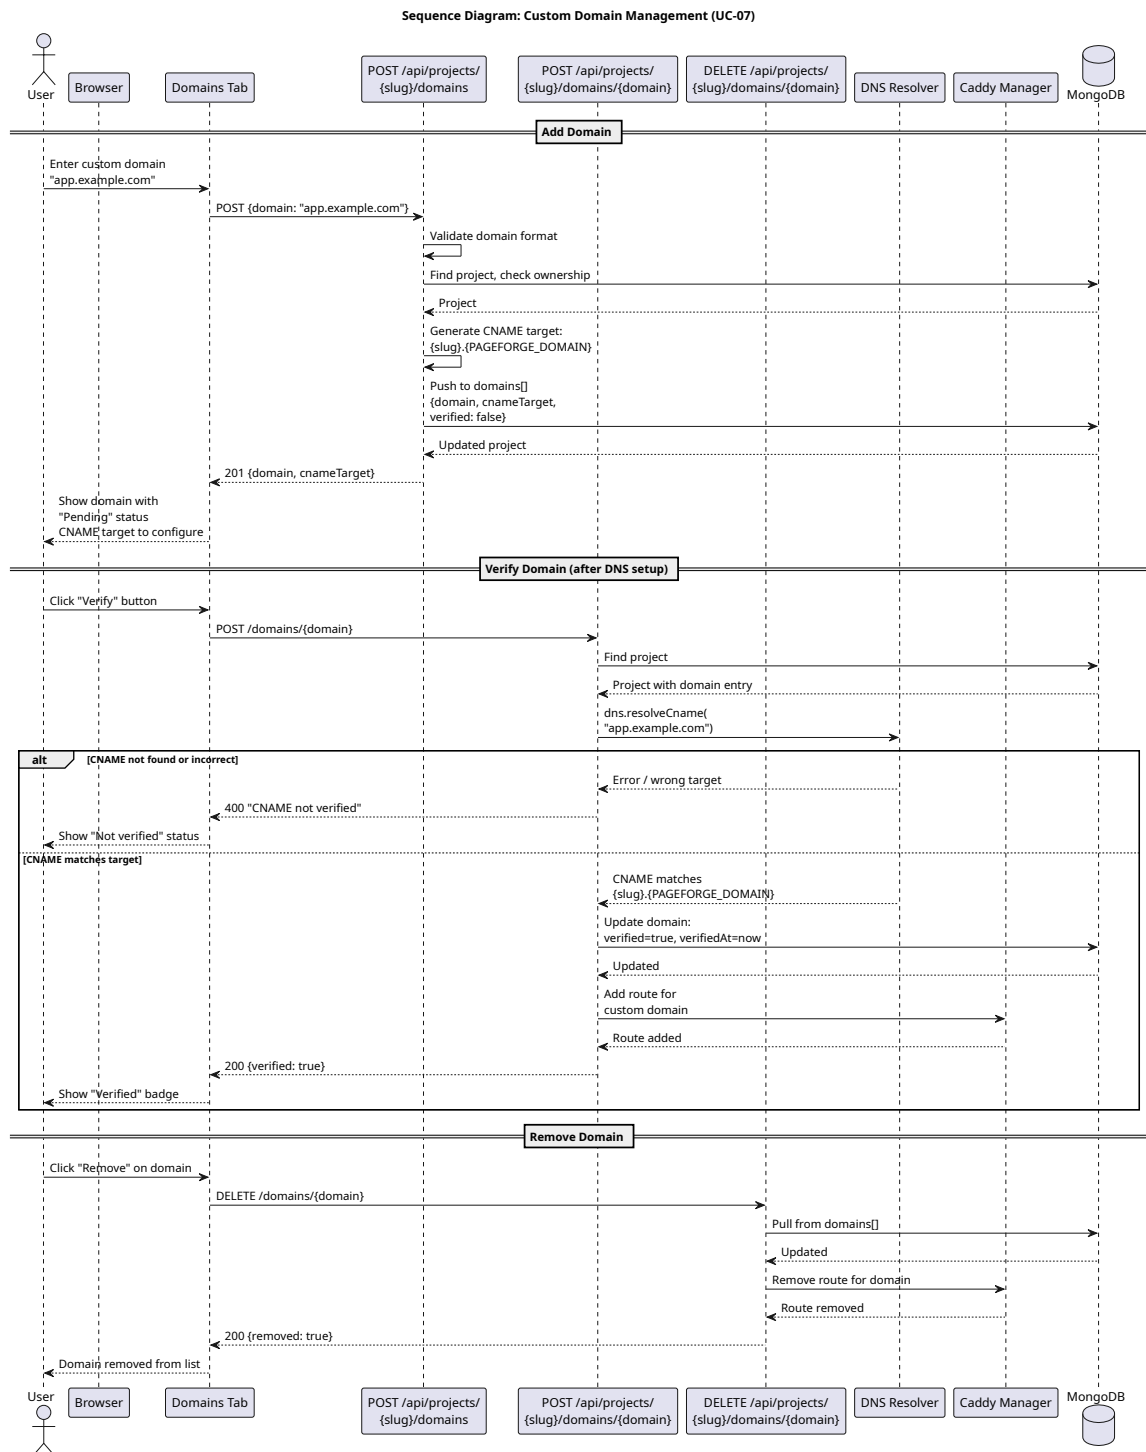 Sequence Diagram: Custom Domain Management (UC-07)
User
Browser
Domains Tab
POST /api/projects/
{slug}/domains
POST /api/projects/
{slug}/domains/{domain}
DELETE /api/projects/
{slug}/domains/{domain}
DNS Resolver
Caddy Manager
MongoDB
Add Domain
Enter custom domain
"app.example.com"
POST {domain: "app.example.com"}
Validate domain format
Find project, check ownership
Project
Generate CNAME target:
{slug}.{PAGEFORGE_DOMAIN}
Push to domains[]
{domain, cnameTarget,
verified: false}
Updated project
201 {domain, cnameTarget}
Show domain with
"Pending" status
CNAME target to configure
Verify Domain (after DNS setup)
Click "Verify" button
POST /domains/{domain}
Find project
Project with domain entry
dns.resolveCname(
"app.example.com")
alt
[CNAME not found or incorrect]
Error / wrong target
400 "CNAME not verified"
Show "Not verified" status
[CNAME matches target]
CNAME matches
{slug}.{PAGEFORGE_DOMAIN}
Update domain:
verified=true, verifiedAt=now
Updated
Add route for
custom domain
Route added
200 {verified: true}
Show "Verified" badge
Remove Domain
Click "Remove" on domain
DELETE /domains/{domain}
Pull from domains[]
Updated
Remove route for domain
Route removed
200 {removed: true}
Domain removed from list
User
Browser
Domains Tab
POST /api/projects/
{slug}/domains
POST /api/projects/
{slug}/domains/{domain}
DELETE /api/projects/
{slug}/domains/{domain}
DNS Resolver
Caddy Manager
MongoDB